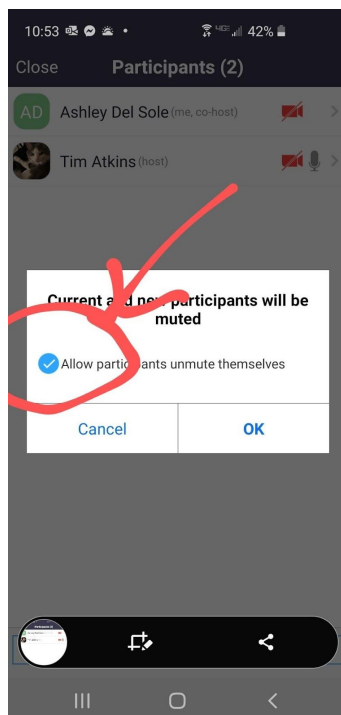 10:53 4GE 42%
Close Participants (2)
AD Ashley Del Sole (me, co-host)
Tim Atkins (host)
Current and new participants will be
muted
Allow participants unmute themselves
Cancel OK